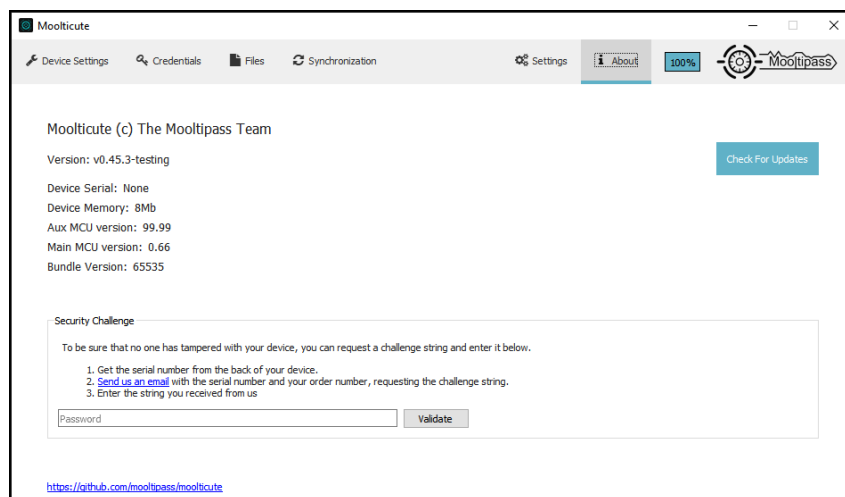 Moolticute
Device Settings Credentials Files Synchronization Settings About 100% Mooltipass
Moolticute (c) The Mooltipass Team
Version: v0.45.3-testing
Check For Updates
Device Serial: None
Device Memory: 8Mb
Aux MCU version: 99.99
Main MCU version: 0.66
Bundle Version: 65535
Security Challenge
To be sure that no one has tampered with your device, you can request a challenge string and enter it below.
1. Get the serial number from the back of your device.
2. Send us an email with the serial number and your order number, requesting the challenge string.
3. Enter the string you received from us
Password Validate
https://github.com/mooltipass/moolticute